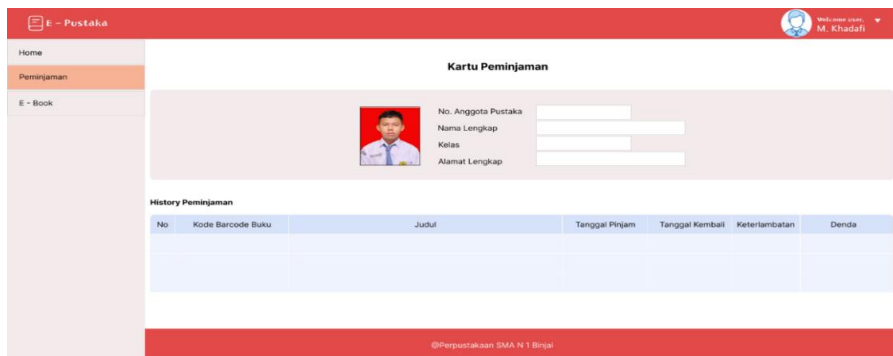 E - Pustaka
Welcome user,
M. Khadafi
Home
Peminjaman
E - Book
Kartu Peminjaman
No. Anggota Pustaka
Nama Lengkap
Kelas
Alamat Lengkap
History Peminjaman
No Kode Barcode Buku Judul Tanggal Pinjam Tanggal Kembali Keterlambatan Denda
@Perpustakaan SMA N 1 Binjai